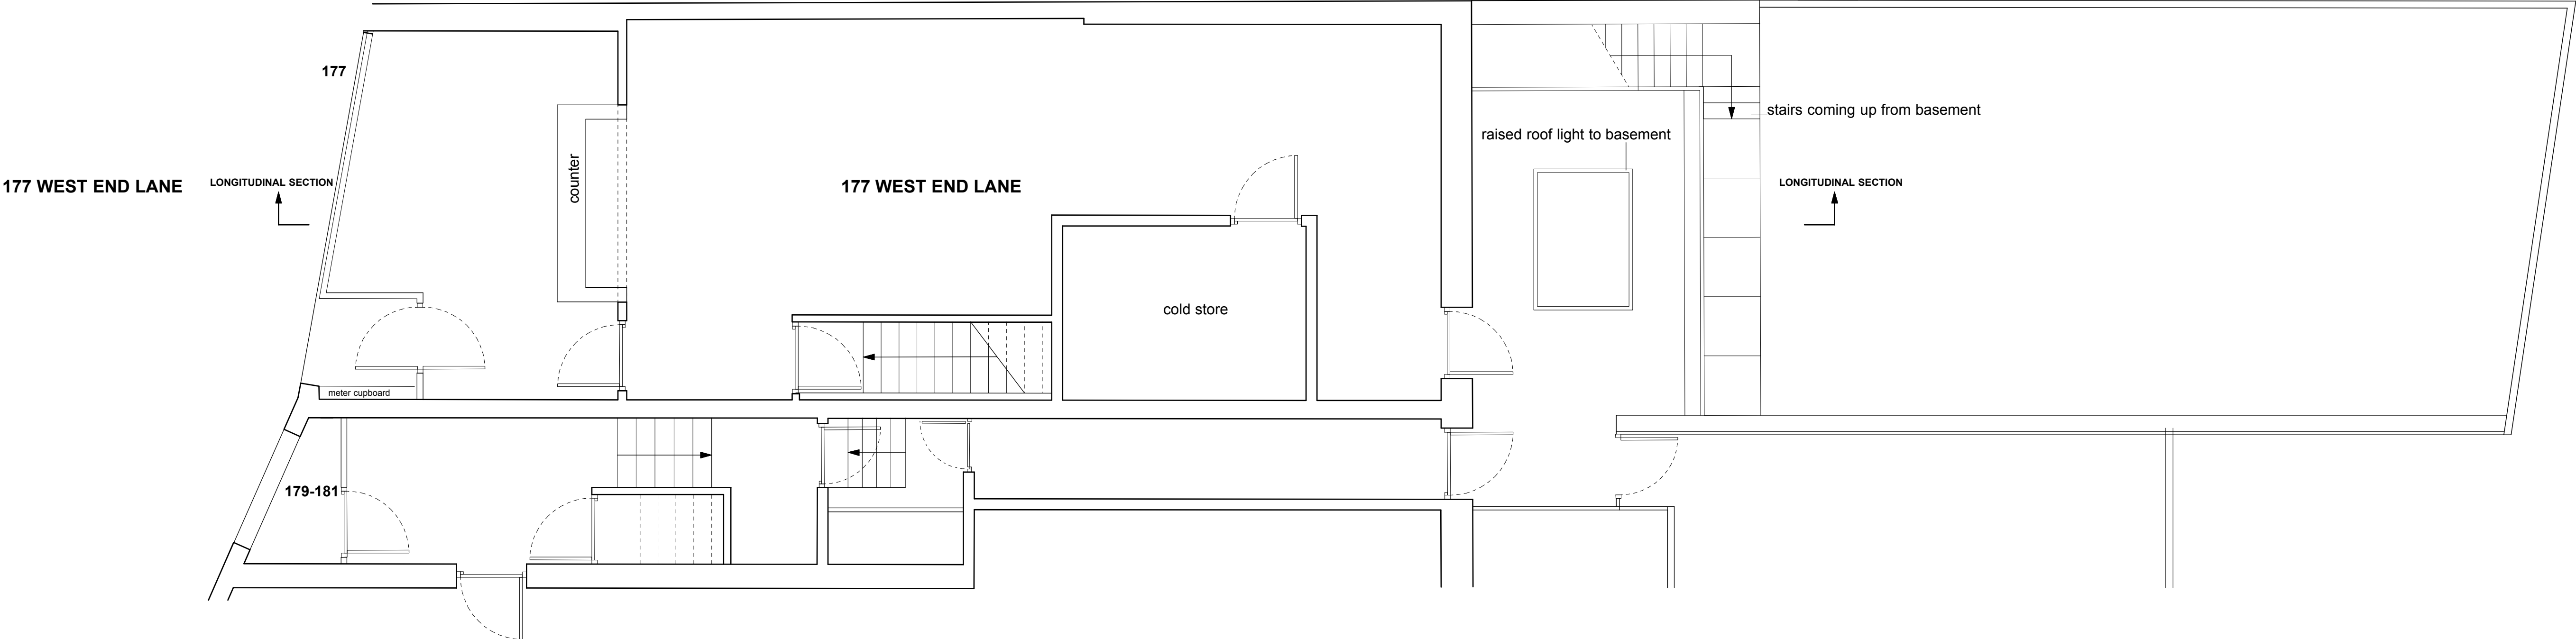 177
stairs coming up from basement
raised roof light to basement
counter
177 WEST END LANE
LONGITUDINAL SECTION
177 WEST END LANE
LONGITUDINAL SECTION
cold store
meter cupboard
179-181